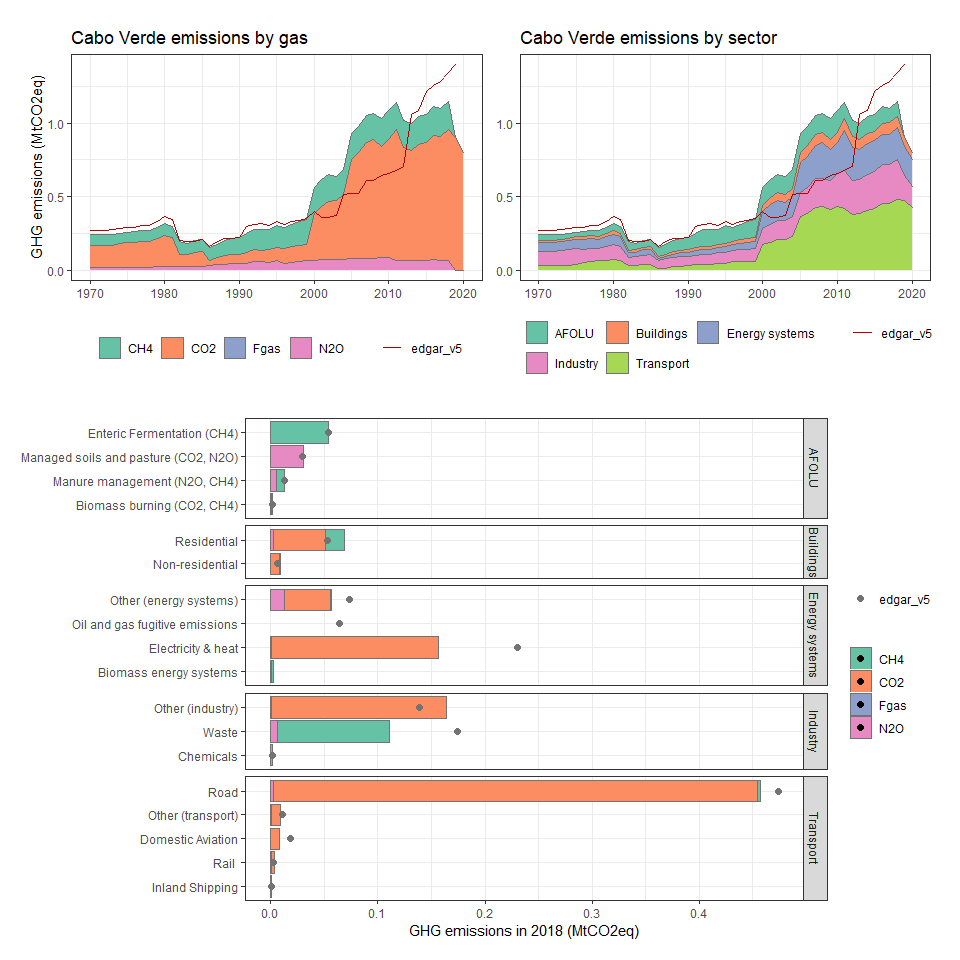 Cabo Verde emissions by gas
GHG emissions (MtCO2eq)
1.0
0.5
0.0
1970 1980 1990 2000 2010 2020
CH4 CO2 Fgas N2O edgar_v5
Cabo Verde emissions by sector
1.0
0.5
0.0
1970 1980 1990 2000 2010 2020
AFOLU Buildings Energy systems edgar_v5
Industry Transport
Enteric Fermentation (CH4)
Managed soils and pasture (CO2, N2O)
Manure management (N2O, CH4)
Biomass burning (CO2, CH4)
AFOLU
Residential
Non-residential
Buildings
Other (energy systems)
Oil and gas fugitive emissions
Electricity & heat
Biomass energy systems
Energy systems
Other (industry)
Waste
Chemicals
Industry
Road
Other (transport)
Domestic Aviation
Rail
Inland Shipping
Transport
0.0 0.1 0.2 0.3 0.4
GHG emissions in 2018 (MtCO2eq)
edgar_v5
CH4
CO2
Fgas
N2O